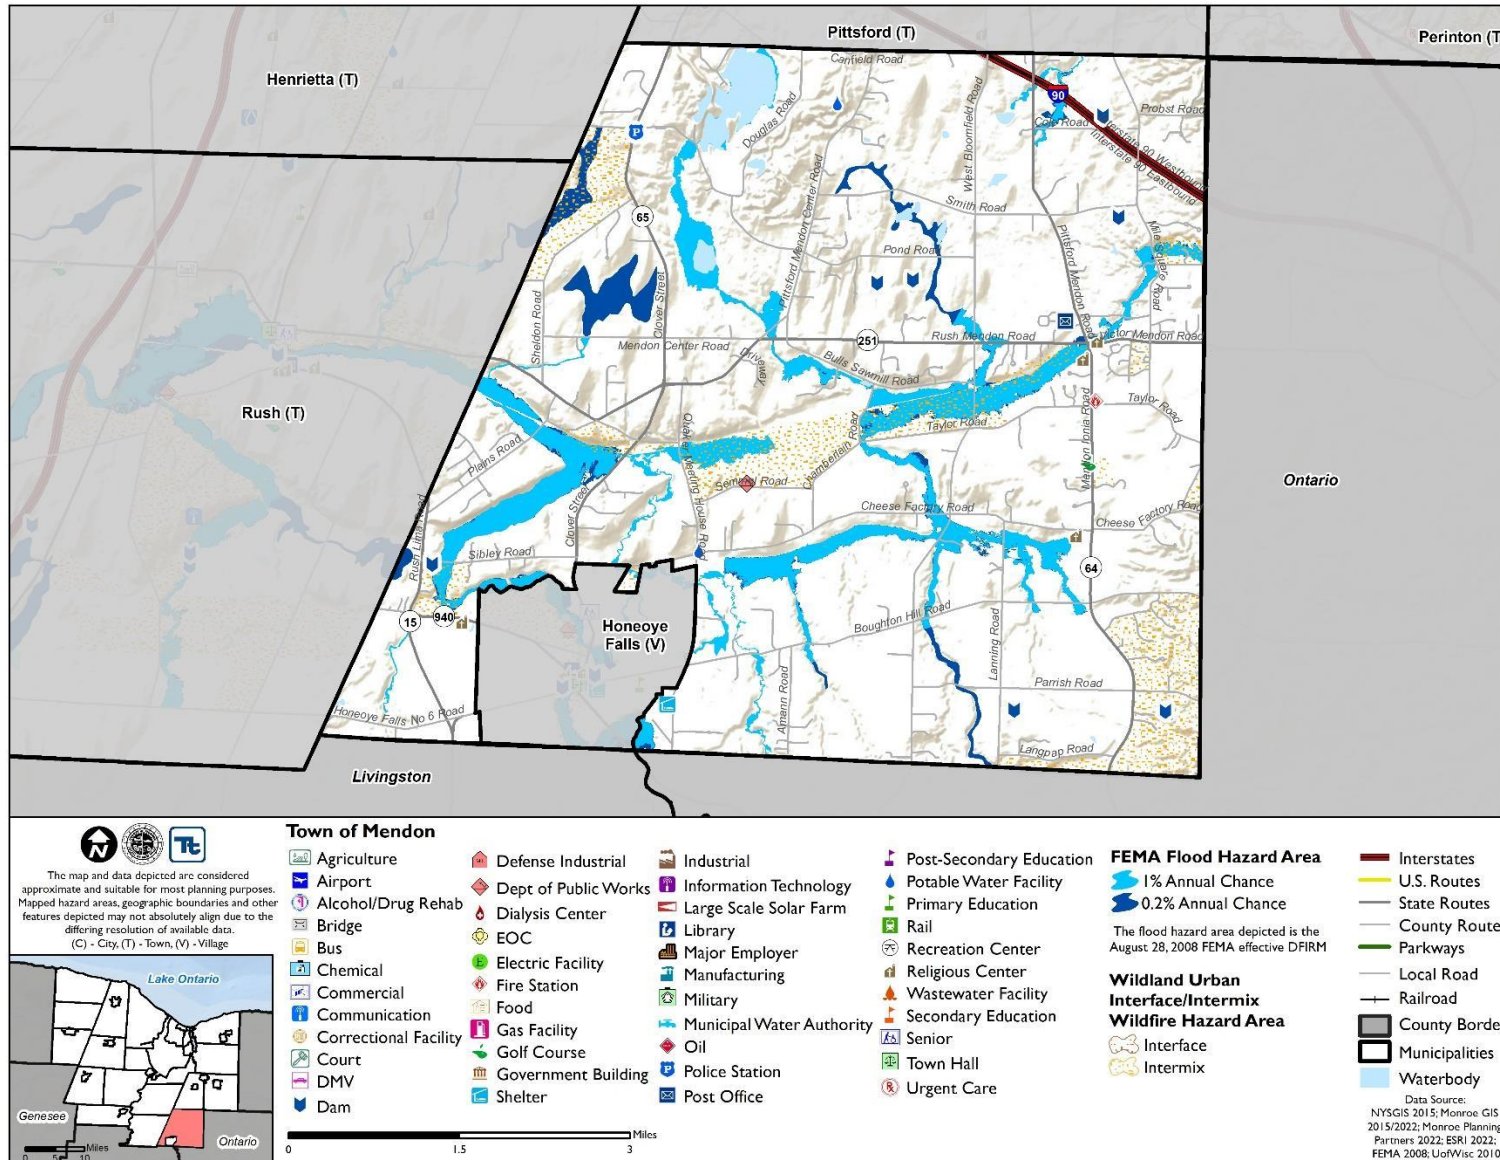 Pittsford (T)
Perinton (T
Henrietta (T)
Canfield Road
90
Probst Road
Cole Road
Douglas Road
West Bloomfield Road
Interstate 90 Westbound
Interstate 90 Eastbound
Pittsford Mendon Center Road
65
Smith Road
Pond Road
Pittsford Mendon Road
Mile Square Road
Sheldon Road
Clover Street
Mendon Center Road
Driveway
251
Rush Mendon Road
Victor Mendon Road
Bulls Sawmill Road
Rush (T)
Taylor Road
Taylor Road
Mendon Ionia Road
Plains Road
Quaker Meeting House Road
Chamberlain Road
Semmel Road
Ontario
Rush Lima Road
Clover Street
Cheese Factory Road
Cheese Factory Road
Sibley Road
64
15
940
Honeoye
Falls (V)
Boughton Hill Road
Lanning Road
Parrish Road
Amann Road
Honeoye Falls No 6 Road
Langpap Road
Livingston
N
Tt
The map and data depicted are considered
approximate and suitable for most planning purposes.
Mapped hazard areas, geographic boundaries and other
features depicted may not absolutely align due to the
differing resolution of available data.
(C) - City, (T) - Town, (V) - Village
Lake Ontario
Genesee
Ontario
Miles
0 5 10
Town of Mendon
Agriculture
Airport
Alcohol/Drug Rehab
Bridge
Bus
Chemical
Commercial
Communication
Correctional Facility
Court
DMV
Dam
Defense Industrial
Dept of Public Works
Dialysis Center
EOC
Electric Facility
Fire Station
Food
Gas Facility
Golf Course
Government Building
Shelter
Industrial
Information Technology
Large Scale Solar Farm
Library
Major Employer
Manufacturing
Military
Municipal Water Authority
Oil
Police Station
Post Office
Post-Secondary Education
Potable Water Facility
Primary Education
Rail
Recreation Center
Religious Center
Wastewater Facility
Secondary Education
Senior
Town Hall
Urgent Care
Miles
0 1.5 3
FEMA Flood Hazard Area
1% Annual Chance
0.2% Annual Chance
The flood hazard area depicted is the
August 28, 2008 FEMA effective DFIRM
Wildland Urban
Interface/Intermix
Wildfire Hazard Area
Interface
Intermix
Interstates
U.S. Routes
State Routes
County Route
Parkways
Local Road
Railroad
County Borde
Municipalities
Waterbody
Data Source:
NYSGIS 2015; Monroe GIS
2015/2022; Monroe Planning
Partners 2022; ESRI 2022;
FEMA 2008; UofWisc 2010